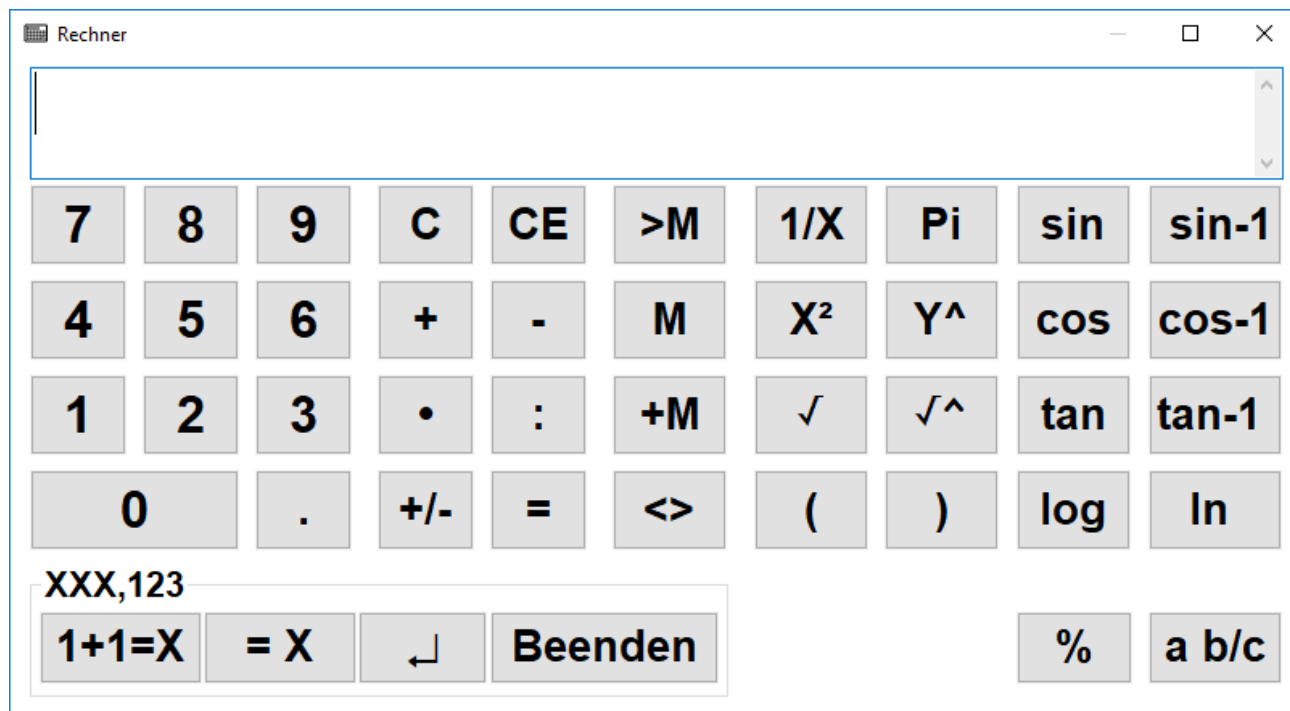 Rechner
7 8 9 C CE >M 1/X Pi sin sin-1
4 5 6 + - M X² Y^ cos cos-1
1 2 3 • : +M √ √^ tan tan-1
0 . +/- = <> ( ) log ln
XXX,123
1+1=X = X ↵ Beenden % a b/c